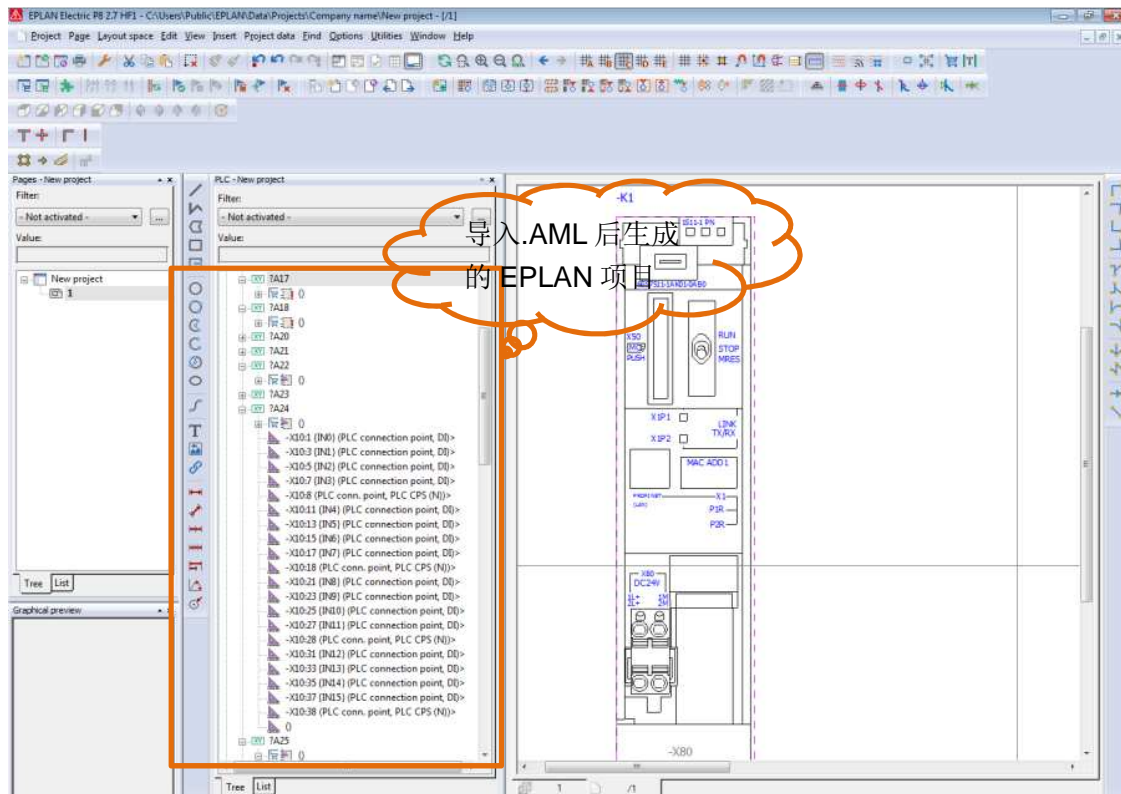 EPLAN Electric P8 2.7 HF1 - C:\Users\Public\EPLAN\Data\Projects\Company name\New project - [/1]
Project Page Layout space Edit View Insert Project data Find Options Utilities Window Help
Pages - New project
Filter:
- Not activated -
...
Value:
New project
1
Tree List
Graphical preview
PLC - New project
Filter:
- Not activated -
...
Value:
?A17
()
?A18
()
?A20
?A21
?A22
()
?A23
?A24
()
-X10:1 (IN0) (PLC connection point, DI)>
-X10:3 (IN1) (PLC connection point, DI)>
-X10:5 (IN2) (PLC connection point, DI)>
-X10:7 (IN3) (PLC connection point, DI)>
-X10:8 (PLC conn. point, PLC CPS (N))>
-X10:11 (IN4) (PLC connection point, DI)>
-X10:13 (IN5) (PLC connection point, DI)>
-X10:15 (IN6) (PLC connection point, DI)>
-X10:17 (IN7) (PLC connection point, DI)>
-X10:18 (PLC conn. point, PLC CPS (N))>
-X10:21 (IN8) (PLC connection point, DI)>
-X10:23 (IN9) (PLC connection point, DI)>
-X10:25 (IN10) (PLC connection point, DI)>
-X10:27 (IN11) (PLC connection point, DI)>
-X10:28 (PLC conn. point, PLC CPS (N))>
-X10:31 (IN12) (PLC connection point, DI)>
-X10:33 (IN13) (PLC connection point, DI)>
-X10:35 (IN14) (PLC connection point, DI)>
-X10:37 (IN15) (PLC connection point, DI)>
-X10:38 (PLC conn. point, PLC CPS (N))>
()
?A25
()
Tree List
导入.AML 后生成
的 EPLAN 项目
-K1
1511-1 PN
X50
PUSH
RUN
STOP
MRES
X1P1
X1P2
LINK
TX/RX
MAC ADD1
PROFINET
(LAN)
X1
P1R
P2R
X80
DC24V
1L+ 1M
2L+ 2M
-X80
1
/1